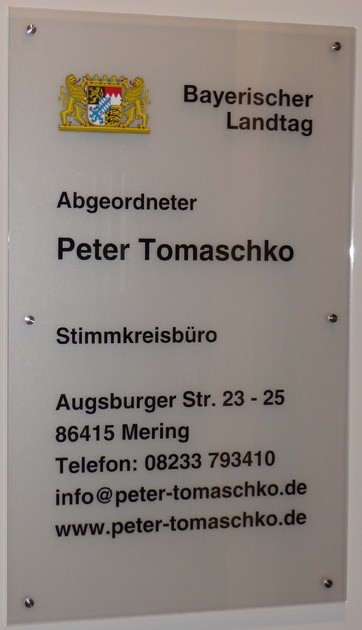 Bayerischer
Landtag
Abgeordneter
Peter Tomaschko
Stimmkreisbüro
Augsburger Str. 23 - 25
86415 Mering
Telefon: 08233 793410
info@peter-tomaschko.de
www.peter-tomaschko.de